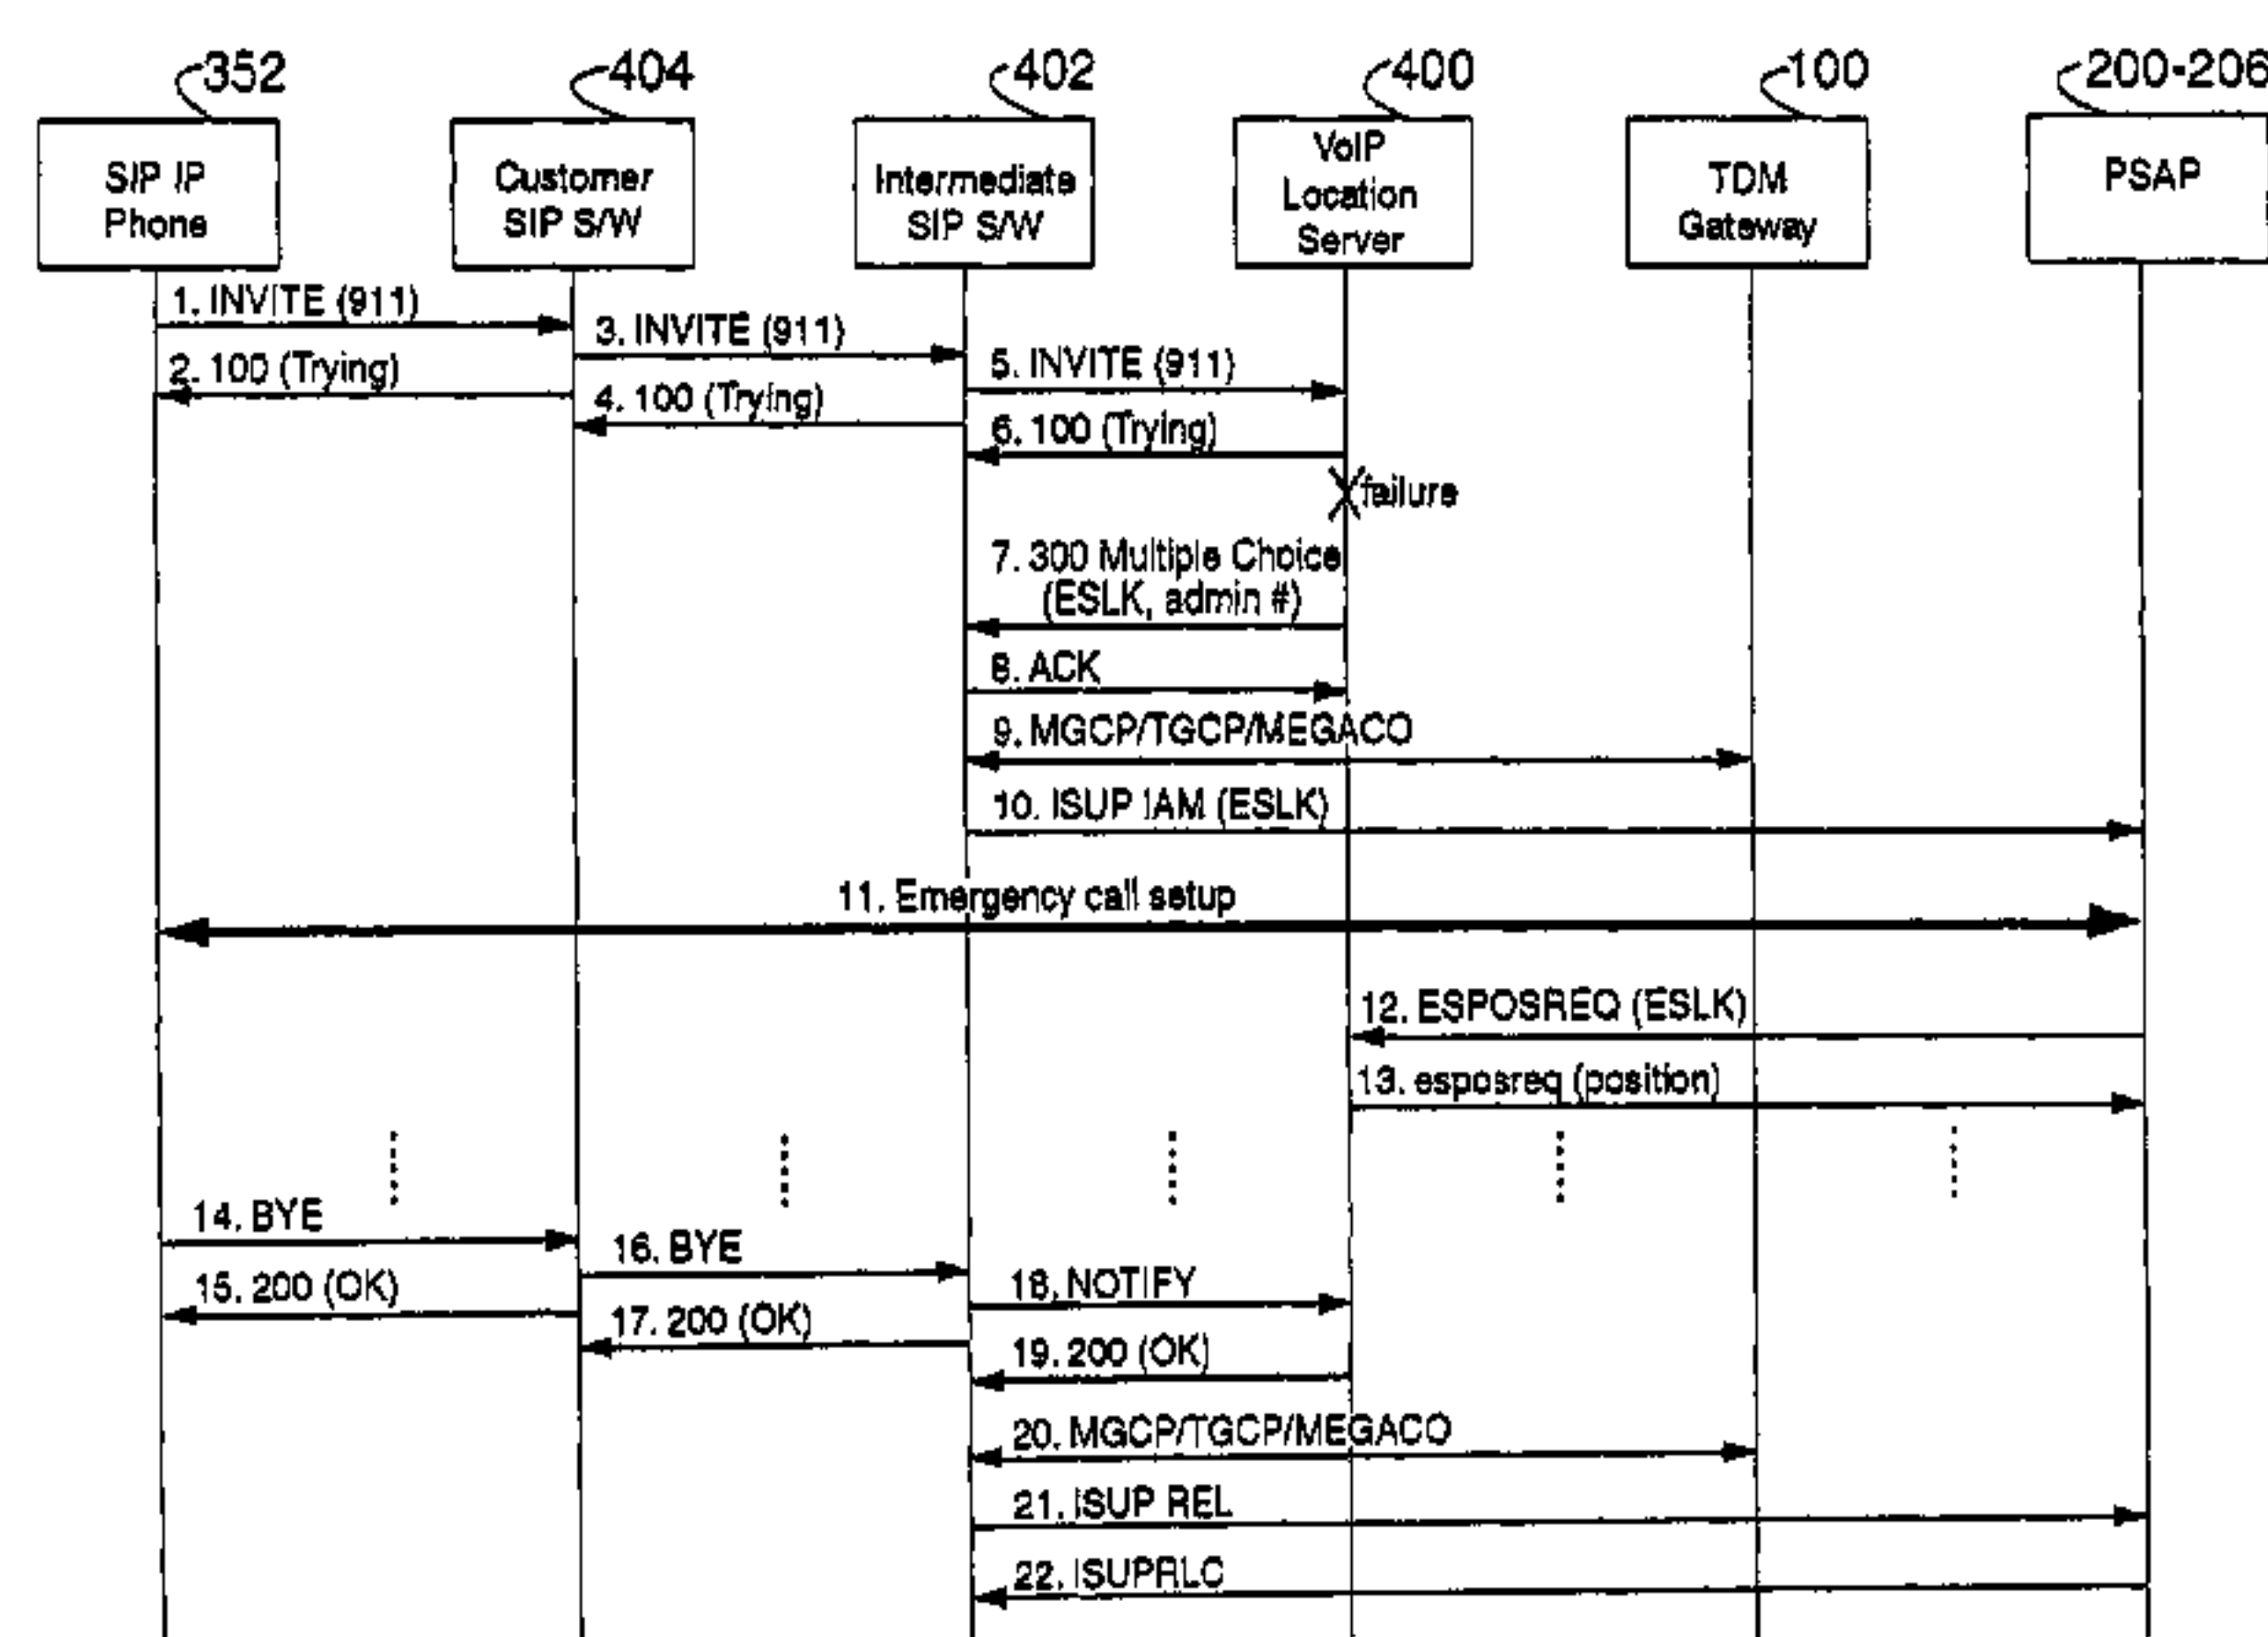 352
404
402
400
100
200-206
SIP IP
Phone
Customer
SIP S/W
Intermediate
SIP S/W
VoIP
Location
Server
TDM
Gateway
PSAP
1. INVITE (911)
2. 100 (Trying)
3. INVITE (911)
4. 100 (Trying)
5. INVITE (911)
6. 100 (Trying)
failure
7. 300 Multiple Choice
(ESLK, admin #)
8. ACK
9. MGCP/TGCP/MEGACO
10. ISUP IAM (ESLK)
11. Emergency call setup
12. ESPOSREQ (ESLK)
13. esposreq (position)
14. BYE
15. 200 (OK)
16. BYE
17. 200 (OK)
18. NOTIFY
19. 200 (OK)
20. MGCP/TGCP/MEGACO
21. ISUP REL
22. ISUPRLC